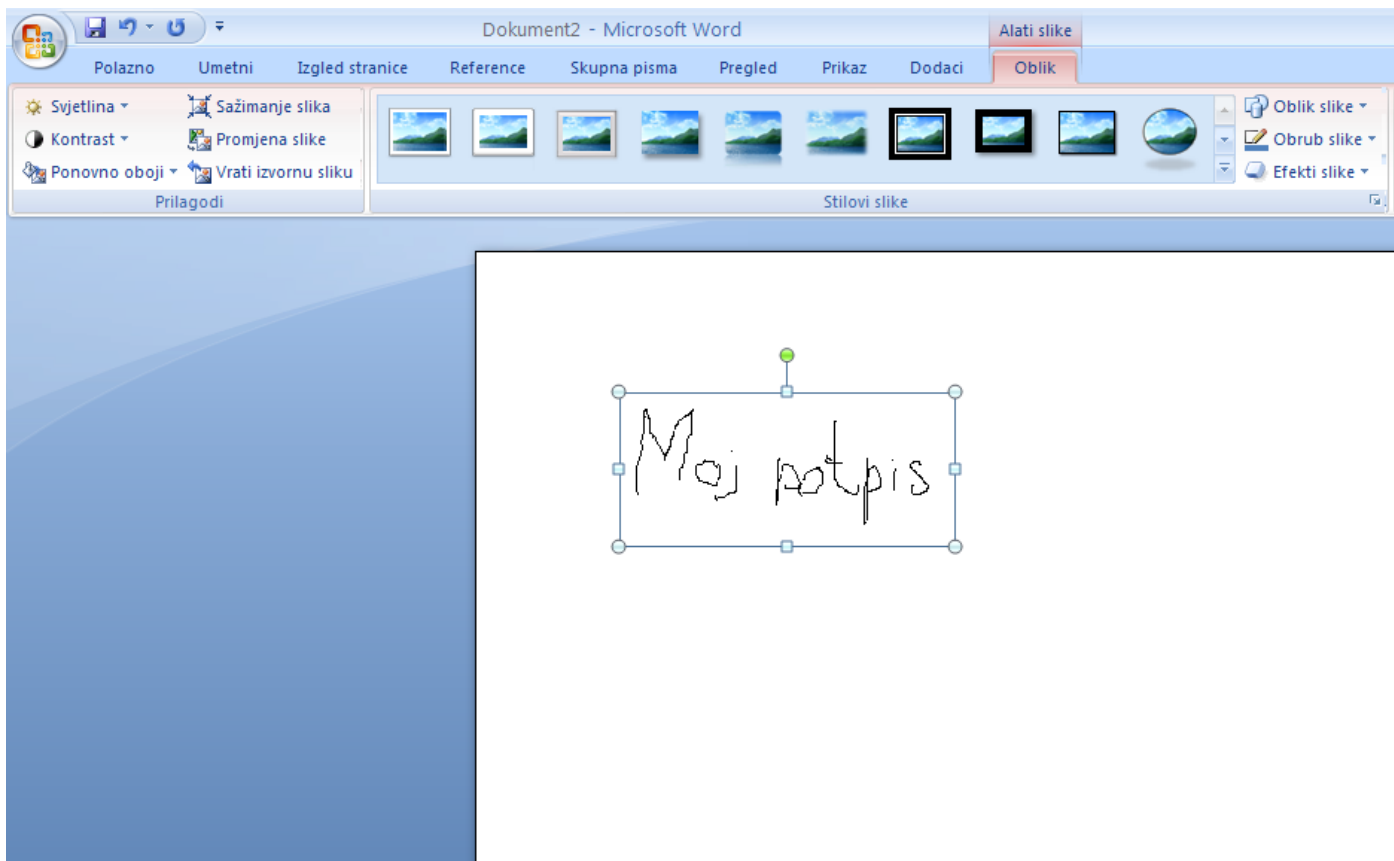 Dokument2 - Microsoft Word Alati slike
Polazno Umetni Izgled stranice Reference Skupna pisma Pregled Prikaz Dodaci Oblik
Svjetlina Sažimanje slika Oblik slike
Kontrast Promjena slike Obrub slike
Ponovno oboji Vrati izvornu sliku Efekti slike
Prilagodi Stilovi slike
Moj potpis